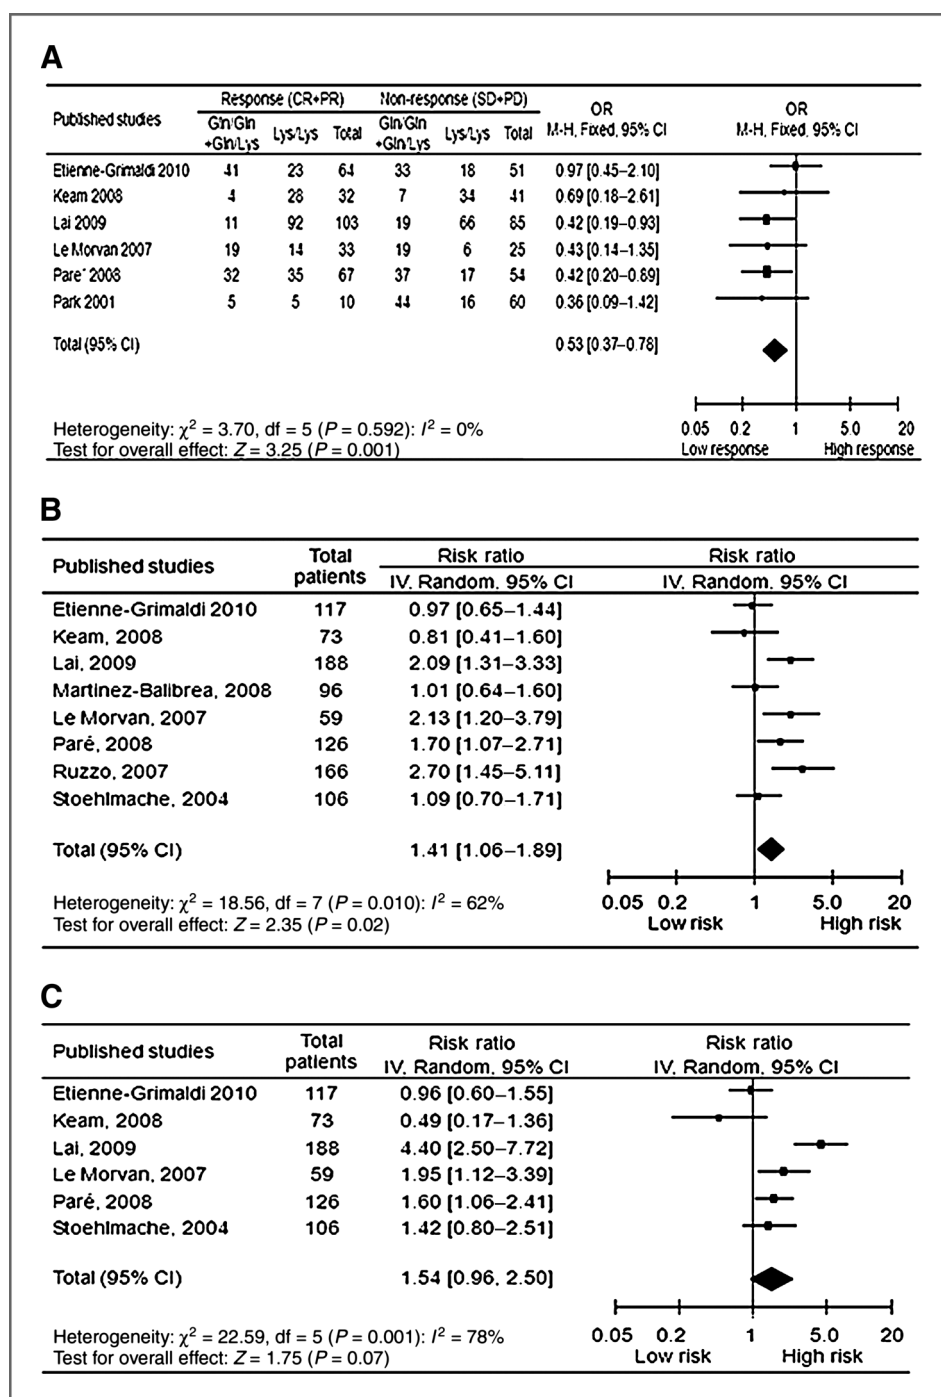 A
Response (CR+PR) Non-response (SD+PD) OR OR
Published studies Gln/Gln +Gln/Lys Lys/Lys Total Gln/Gln +Gln/Lys Lys/Lys Total M-H, Fixed, 95% CI M-H, Fixed, 95% CI
Etienne-Grimaldi 2010 41 23 64 33 18 51 0.97 [0.45–2.10]
Keam 2008 4 28 32 7 34 41 0.69 [0.18–2.61]
Lai 2009 11 92 103 19 66 85 0.42 [0.19–0.93]
Le Morvan 2007 19 14 33 19 6 25 0.43 [0.14–1.35]
Pare´ 2008 32 35 67 37 17 54 0.42 [0.20–0.89]
Park 2001 5 5 10 44 16 60 0.36 [0.09–1.42]
Total (95% CI) 0.53 [0.37–0.78]
Heterogeneity: χ² = 3.70, df = 5 (P = 0.592): I² = 0%
Test for overall effect: Z = 3.25 (P = 0.001)
0.05 0.2 1 5.0 20
Low response High response
B
Published studies Total patients Risk ratio Risk ratio
IV. Random. 95% CI IV. Random. 95% CI
Etienne-Grimaldi 2010 117 0.97 [0.65–1.44]
Keam, 2008 73 0.81 [0.41–1.60]
Lai, 2009 188 2.09 [1.31–3.33]
Martinez-Balibrea, 2008 96 1.01 [0.64–1.60]
Le Morvan, 2007 59 2.13 [1.20–3.79]
Paré, 2008 126 1.70 [1.07–2.71]
Ruzzo, 2007 166 2.70 [1.45–5.11]
Stoehlmache, 2004 106 1.09 [0.70–1.71]
Total (95% CI) 1.41 [1.06–1.89]
Heterogeneity: χ² = 18.56, df = 7 (P = 0.010): I² = 62%
Test for overall effect: Z = 2.35 (P = 0.02)
0.05 0.2 1 5.0 20
Low risk High risk
C
Published studies Total patients Risk ratio Risk ratio
IV. Random. 95% CI IV. Random. 95% CI
Etienne-Grimaldi 2010 117 0.96 [0.60–1.55]
Keam, 2008 73 0.49 [0.17–1.36]
Lai, 2009 188 4.40 [2.50–7.72]
Le Morvan, 2007 59 1.95 [1.12–3.39]
Paré, 2008 126 1.60 [1.06–2.41]
Stoehlmache, 2004 106 1.42 [0.80–2.51]
Total (95% CI) 1.54 [0.96, 2.50]
Heterogeneity: χ² = 22.59, df = 5 (P = 0.001): I² = 78%
Test for overall effect: Z = 1.75 (P = 0.07)
0.05 0.2 1 5.0 20
Low risk High risk